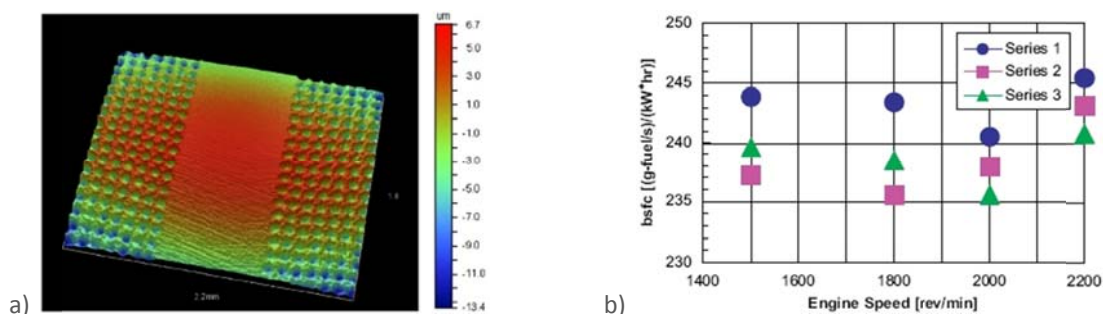 um
6.7
5.0
3.0
1.0
-1.0
-3.0
-5.0
-7.0
-9.0
-11.0
-13.4
a)
250
245
240
235
230
bsfc [(g-fuel/s)/(kW*hr)]
Series 1
Series 2
Series 3
1400
1600
1800
2000
2200
Engine Speed [rev/min]
b)